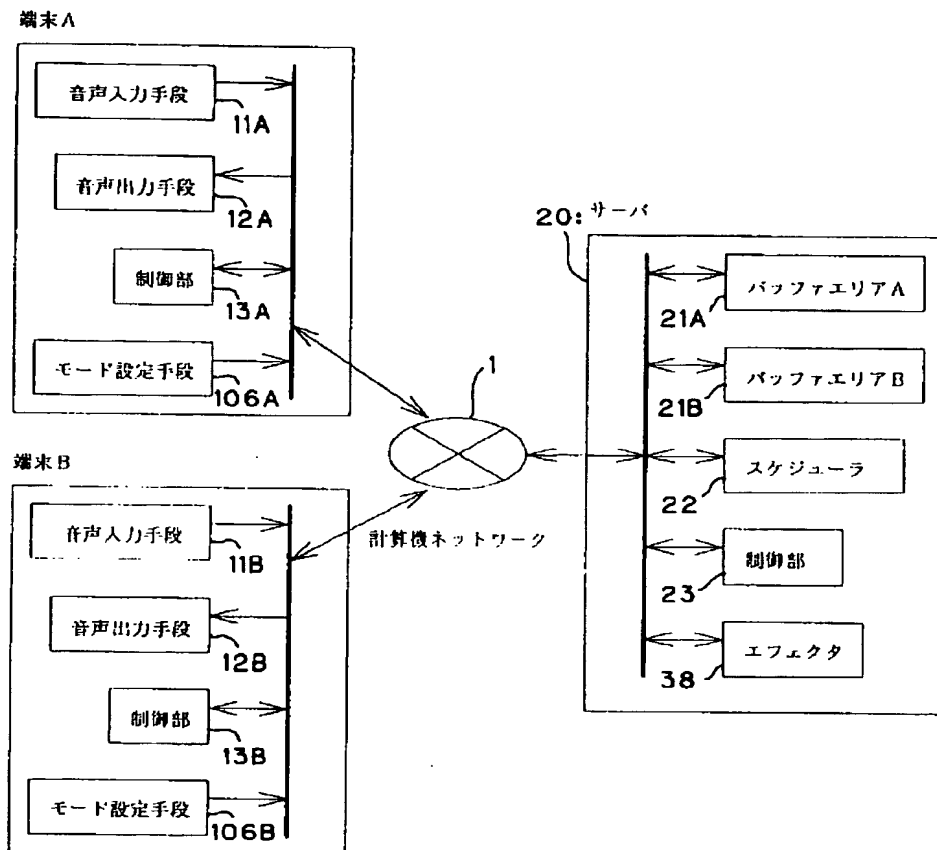 端末A
音声入力手段
11A
音声出力手段
12A
制御部
13A
モード設定手段
106A
端末B
音声入力手段
11B
音声出力手段
12B
制御部
13B
モード設定手段
106B
1
計算機ネットワーク
20:サーバ
バッファエリアA
21A
バッファエリアB
21B
スケジューラ
22
制御部
23
エフェクタ
38